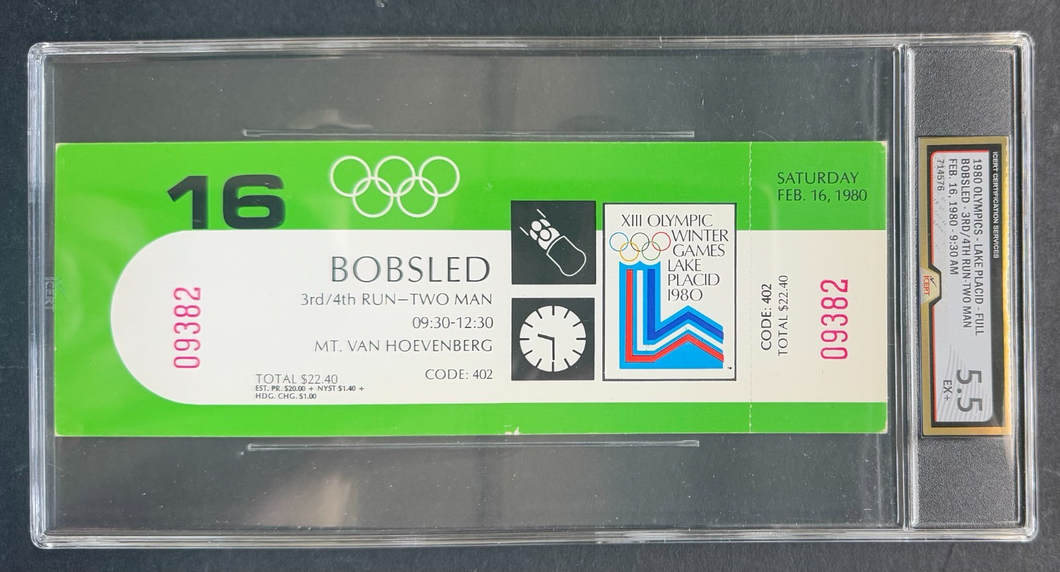 16
BOBSLED
3rd/4th RUN—TWO MAN
09:30-12:30
MT. VAN HOEVENBERG
CODE: 402
09382
TOTAL $22.40
EST. PR. $20.00 + NYST $1.40 +
HDG. CHG. $1.00
XIII OLYMPIC
WINTER
GAMES
LAKE
PLACID
1980
SATURDAY
FEB. 16, 1980
CODE: 402
TOTAL $22.40
09382
ICERT CERTIFICATION SERVICES
1980 OLYMPICS - LAKE PLACID - FULL
BOBSLED - 3RD/4TH RUN-TWO MAN
FEB. 16, 1980 - 9:30 AM
714576
ICERT
5.5
EX+